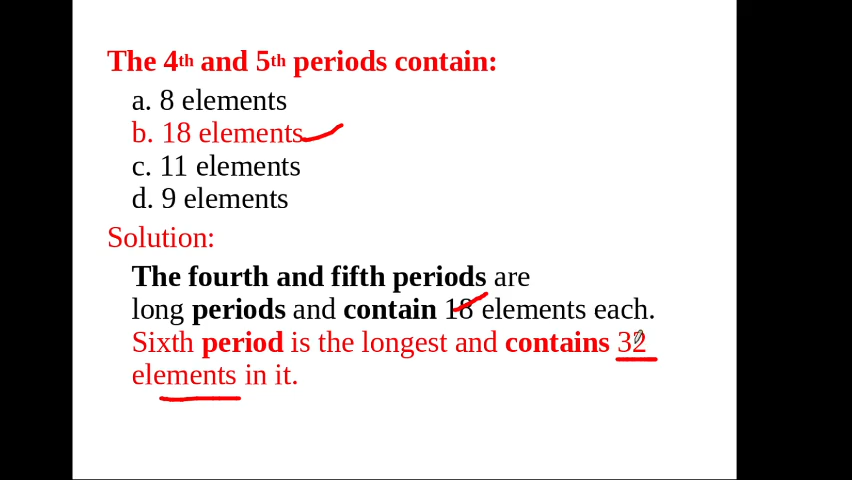 The 4th and 5th periods contain:
a. 8 elements
b. 18 elements
c. 11 elements
d. 9 elements
Solution:
The fourth and fifth periods are
long periods and contain 18 elements each.
Sixth period is the longest and contains 32
elements in it.